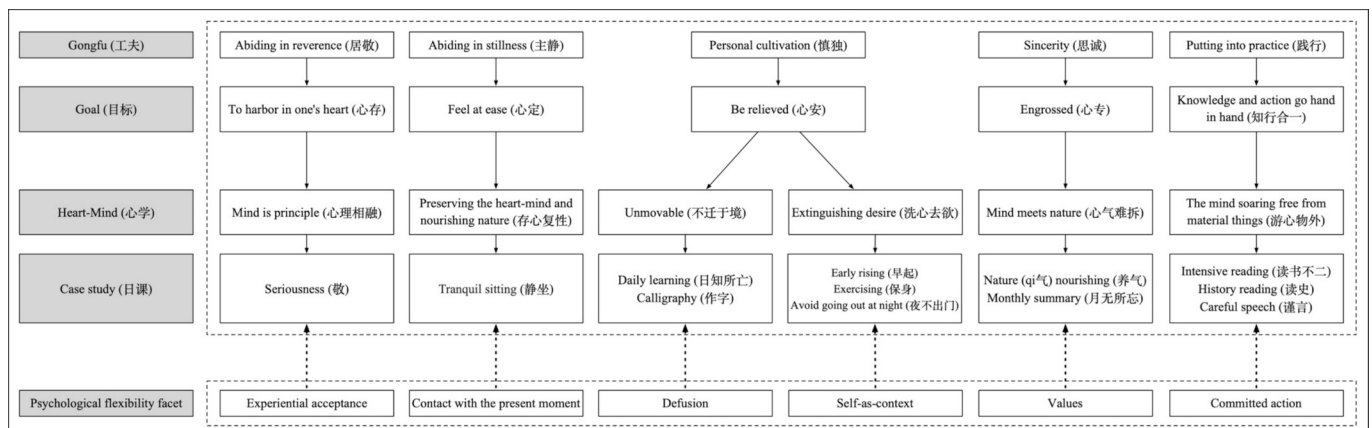 Gongfu (工夫)
Abiding in reverence (居敬)
Abiding in stillness (主静)
Personal cultivation (慎独)
Sincerity (思诚)
Putting into practice (践行)
Goal (目标)
To harbor in one's heart (心存)
Feel at ease (心定)
Be relieved (心安)
Engrossed (心专)
Knowledge and action go hand
in hand (知行合一)
Heart-Mind (心学)
Mind is principle (心理相融)
Preserving the heart-mind and
nourishing nature (存心复性)
Unmovable (不迁于境)
Extinguishing desire (洗心去欲)
Mind meets nature (心气难拆)
The mind soaring free from
material things (游心物外)
Case study (日课)
Seriousness (敬)
Tranquil sitting (静坐)
Daily learning (日知所亡)
Calligraphy (作字)
Early rising (早起)
Exercising (保身)
Avoid going out at night (夜不出门)
Nature (qi气) nourishing (养气)
Monthly summary (月无所忘)
Intensive reading (读书不二)
History reading (读史)
Careful speech (谨言)
Psychological flexibility facet
Experiential acceptance
Contact with the present moment
Defusion
Self-as-context
Values
Committed action